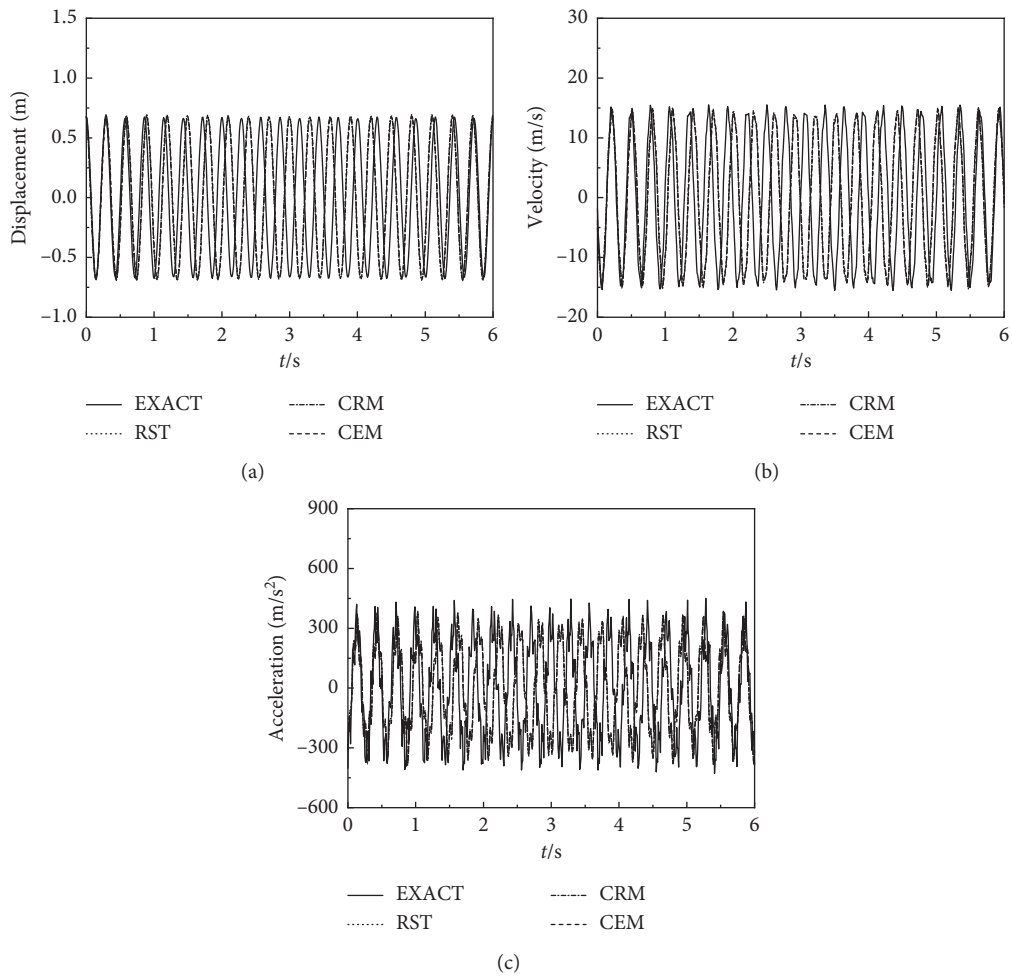 Displacement (m)
1.5
1.0
0.5
0.0
–0.5
–1.0
0 1 2 3 4 5 6
t/s
EXACT CRM
RST CEM
(a)
Velocity (m/s)
30
20
10
0
–10
–20
0 1 2 3 4 5 6
t/s
EXACT CRM
RST CEM
(b)
Acceleration (m/s²)
900
600
300
0
–300
–600
0 1 2 3 4 5 6
t/s
EXACT CRM
RST CEM
(c)